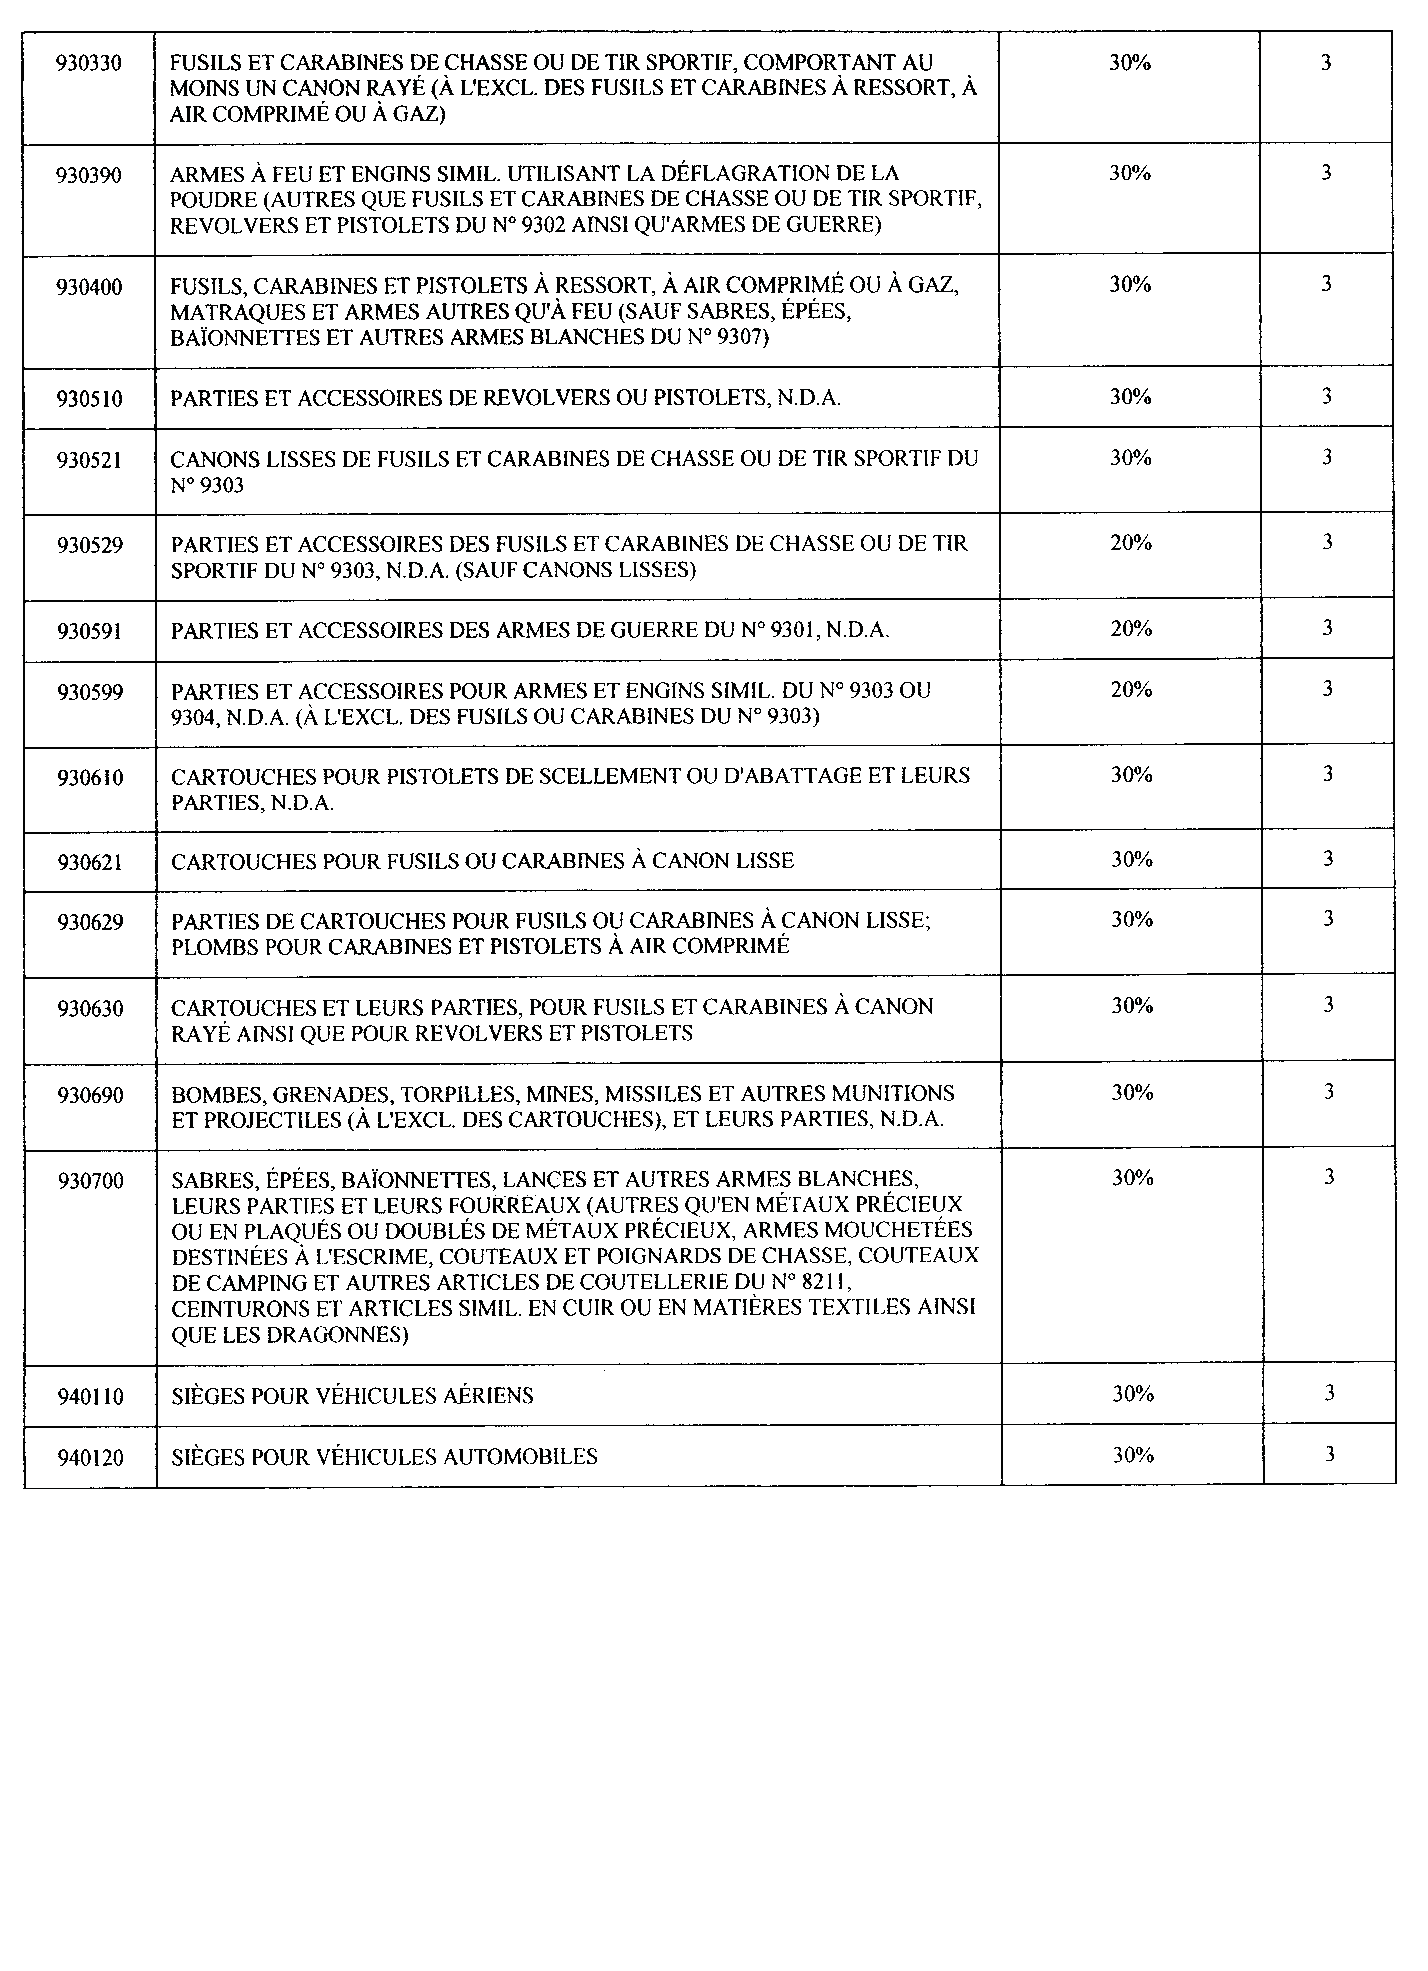 930330 FUSILS ET CARABINES DE CHASSE OU DE TIR SPORTIF, COMPORTANT AU 30% 3
MOINS UN CANON RAYÉ (À L'EXCL. DES FUSILS ET CARABINES À RESSORT, À
AIR COMPRIMÉ OU À GAZ)
930390 ARMES À FEU ET ENGINS SIMIL. UTILISANT LA DÉFLAGRATION DE LA 30% 3
POUDRE (AUTRES QUE FUSILS ET CARABINES DE CHASSE OU DE TIR SPORTIF,
REVOLVERS ET PISTOLETS DU N° 9302 AINSI QU'ARMES DE GUERRE)
930400 FUSILS, CARABINES ET PISTOLETS À RESSORT, À AIR COMPRIMÉ OU À GAZ, 30% 3
MATRAQUES ET ARMES AUTRES QU'À FEU (SAUF SABRES, ÉPÉES,
BAÏONNETTES ET AUTRES ARMES BLANCHES DU N° 9307)
930510 PARTIES ET ACCESSOIRES DE REVOLVERS OU PISTOLETS, N.D.A. 30% 3
930521 CANONS LISSES DE FUSILS ET CARABINES DE CHASSE OU DE TIR SPORTIF DU 30% 3
N° 9303
930529 PARTIES ET ACCESSOIRES DES FUSILS ET CARABINES DE CHASSE OU DE TIR 20% 3
SPORTIF DU N° 9303, N.D.A. (SAUF CANONS LISSES)
930591 PARTIES ET ACCESSOIRES DES ARMES DE GUERRE DU N° 9301, N.D.A. 20% 3
930599 PARTIES ET ACCESSOIRES POUR ARMES ET ENGINS SIMIL. DU N° 9303 OU 20% 3
9304, N.D.A. (À L'EXCL. DES FUSILS OU CARABINES DU N° 9303)
930610 CARTOUCHES POUR PISTOLETS DE SCELLEMENT OU D'ABATTAGE ET LEURS 30% 3
PARTIES, N.D.A.
930621 CARTOUCHES POUR FUSILS OU CARABINES À CANON LISSE 30% 3
930629 PARTIES DE CARTOUCHES POUR FUSILS OU CARABINES À CANON LISSE; 30% 3
PLOMBS POUR CARABINES ET PISTOLETS À AIR COMPRIMÉ
930630 CARTOUCHES ET LEURS PARTIES, POUR FUSILS ET CARABINES À CANON 30% 3
RAYÉ AINSI QUE POUR REVOLVERS ET PISTOLETS
930690 BOMBES, GRENADES, TORPILLES, MINES, MISSILES ET AUTRES MUNITIONS 30% 3
ET PROJECTILES (À L'EXCL. DES CARTOUCHES), ET LEURS PARTIES, N.D.A.
930700 SABRES, ÉPÉES, BAÏONNETTES, LANCES ET AUTRES ARMES BLANCHES, 30% 3
LEURS PARTIES ET LEURS FOURREAUX (AUTRES QU'EN MÉTAUX PRÉCIEUX
OU EN PLAQUÉS OU DOUBLÉS DE MÉTAUX PRÉCIEUX, ARMES MOUCHETÉES
DESTINÉES À L'ESCRIME, COUTEAUX ET POIGNARDS DE CHASSE, COUTEAUX
DE CAMPING ET AUTRES ARTICLES DE COUTELLERIE DU N° 8211,
CEINTURONS ET ARTICLES SIMIL. EN CUIR OU EN MATIÈRES TEXTILES AINSI
QUE LES DRAGONNES)
940110 SIÈGES POUR VÉHICULES AÉRIENS 30% 3
940120 SIÈGES POUR VÉHICULES AUTOMOBILES 30% 3